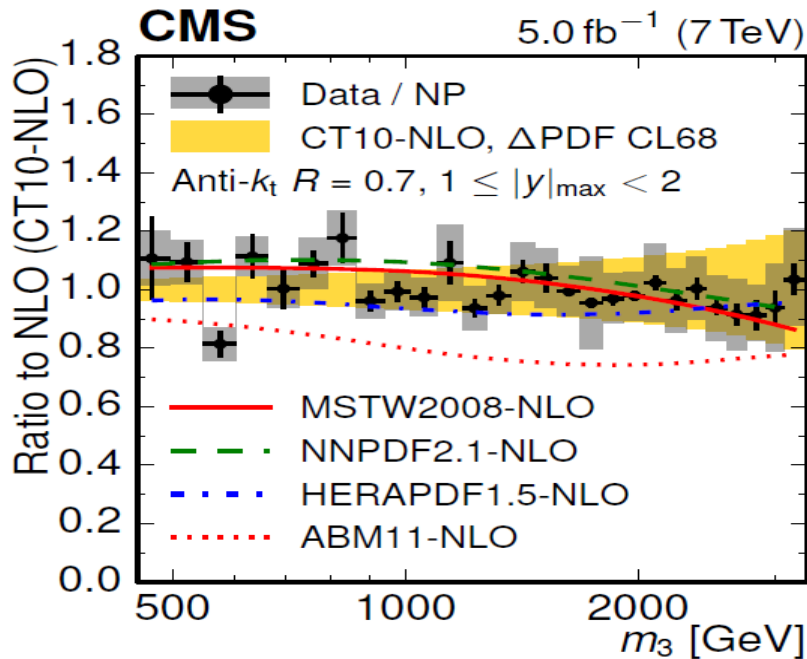 CMS 5.0 fb⁻¹ (7 TeV)
Ratio to NLO (CT10-NLO)
1.8
1.6
1.4
1.2
1.0
0.8
0.6
0.4
0.2
0.0
Data / NP
CT10-NLO, ΔPDF CL68
Anti-kₜ R = 0.7, 1 ≤ |y|max < 2
MSTW2008-NLO
NNPDF2.1-NLO
HERAPDF1.5-NLO
ABM11-NLO
500 1000 2000
m₃ [GeV]